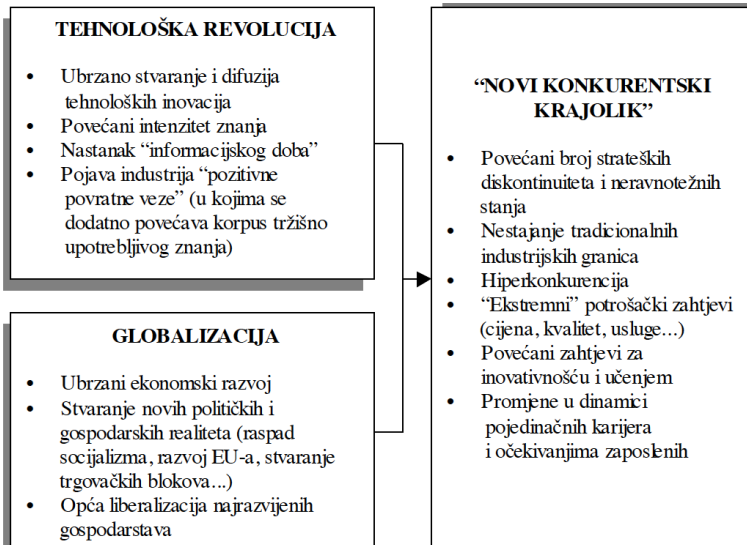 TEHNOLOŠKA REVOLUCIJA
• Ubrzano stvaranje i difuzija
tehnoloških inovacija
• Povećani intenzitet znanja
• Nastanak “informacijskog doba”
• Pojava industrija “pozitivne
povratne veze” (u kojima se
dodatno povećava korpus tržišno
upotrebljivog znanja)
GLOBALIZACIJA
• Ubrzani ekonomski razvoj
• Stvaranje novih političkih i
gospodarskih realiteta (raspad
socijalizma, razvoj EU-a, stvaranje
trgovačkih blokova...)
• Opća liberalizacija najrazvijenih
gospodarstava
“NOVI KONKURENTSKI
KRAJOLIK”
• Povećani broj strateških
diskontinuiteta i neravnotežnih
stanja
• Nestajanje tradicionalnih
industrijskih granica
• Hiperkonkurencija
• “Ekstremni” potrošački zahtjevi
(cijena, kvalitet, usluge...)
• Povećani zahtjevi za
inovativnošću i učenjem
• Promjene u dinamici
pojedinačnih karijera
i očekivanjima zaposlenih